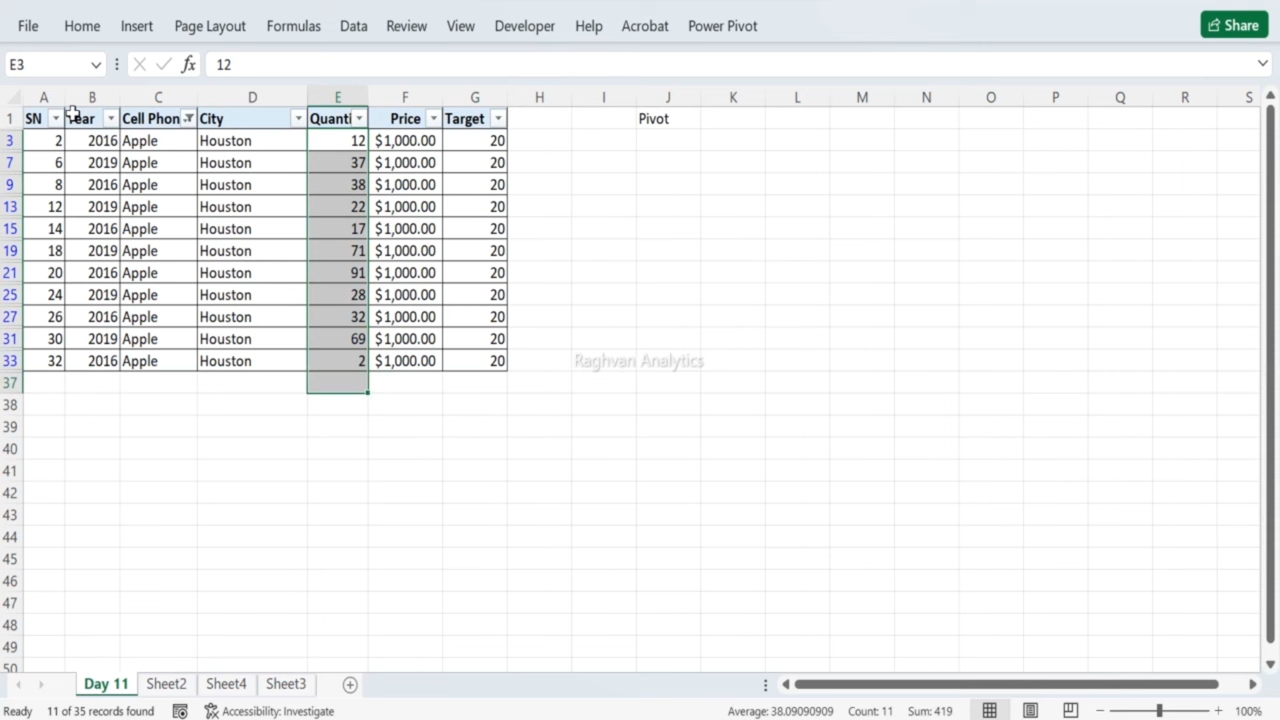 File Home Insert Page Layout Formulas Data Review View Developer Help Acrobat Power Pivot Share
E3 fx 12
A B C D E F G H I J K L M N O P Q R S
1 SN ear Cell Phon City Quanti Price Target Pivot
3 2 2016 Apple Houston 12 $1,000.00 20
7 6 2019 Apple Houston 37 $1,000.00 20
9 8 2016 Apple Houston 38 $1,000.00 20
13 12 2019 Apple Houston 22 $1,000.00 20
15 14 2016 Apple Houston 17 $1,000.00 20
19 18 2019 Apple Houston 71 $1,000.00 20
21 20 2016 Apple Houston 91 $1,000.00 20
25 24 2019 Apple Houston 28 $1,000.00 20
27 26 2016 Apple Houston 32 $1,000.00 20
31 30 2019 Apple Houston 69 $1,000.00 20
33 32 2016 Apple Houston 2 $1,000.00 20
Raghvan Analytics
37
38
39
40
41
42
43
44
45
46
47
48
49
50
Day 11 Sheet2 Sheet4 Sheet3
Ready 11 of 35 records found Accessibility: Investigate Average: 38.09090909 Count: 11 Sum: 419 100%